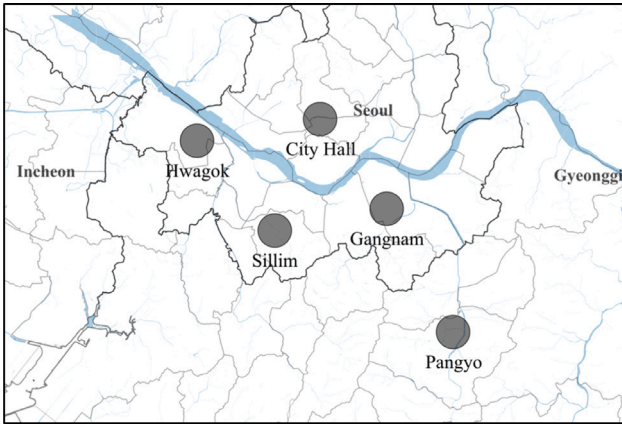 Seoul
City Hall
Incheon
Hwagok
Gyeonggi
Gangnam
Sillim
Pangyo